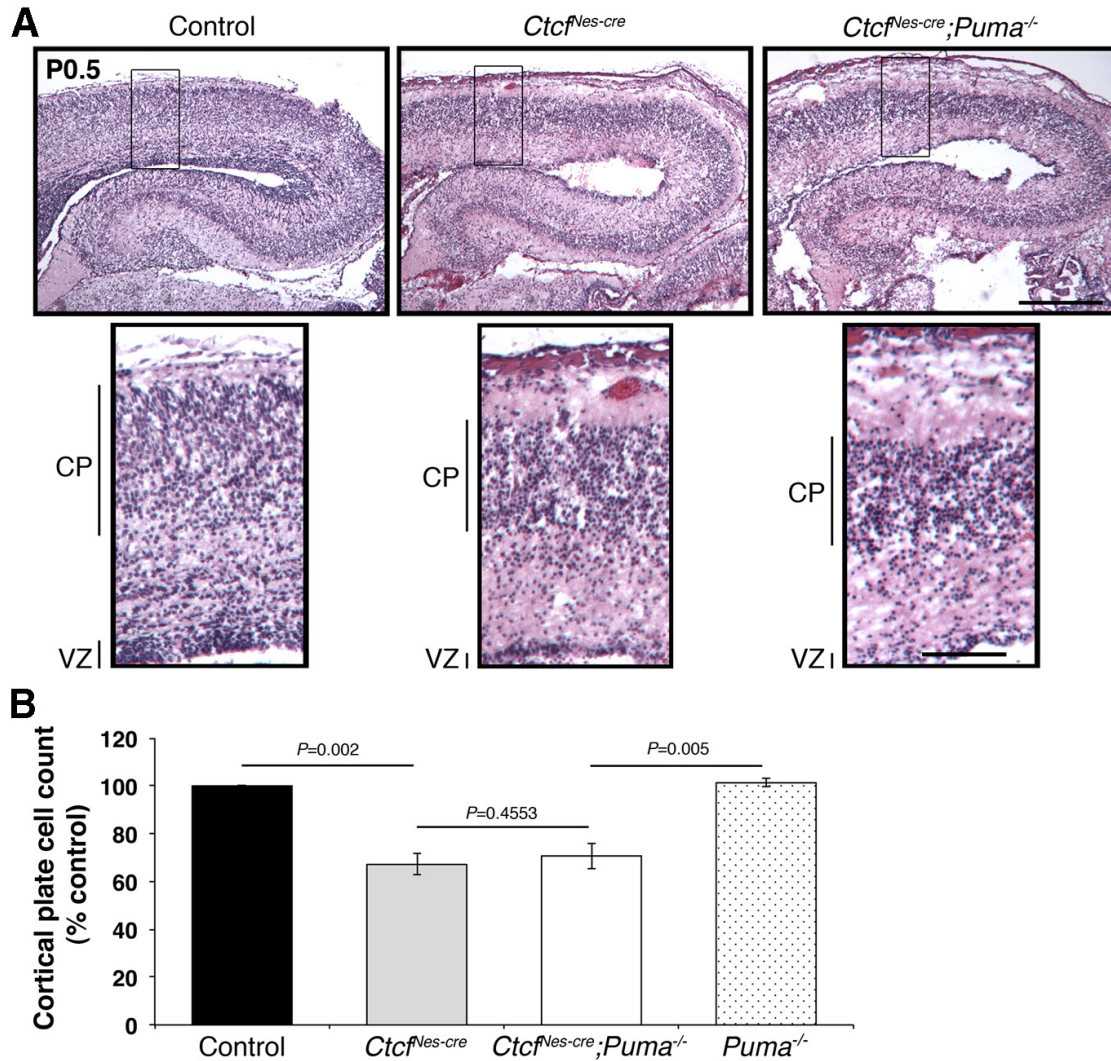 A
Control
Ctcf^Nes-cre
Ctcf^Nes-cre;Puma^-/-
P0.5
CP
CP
CP
VZ
VZ
VZ
B
Cortical plate cell count
(% control)
120
100
80
60
40
20
0
P=0.002
P=0.4553
P=0.005
Control
Ctcf^Nes-cre
Ctcf^Nes-cre;Puma^-/-
Puma^-/-